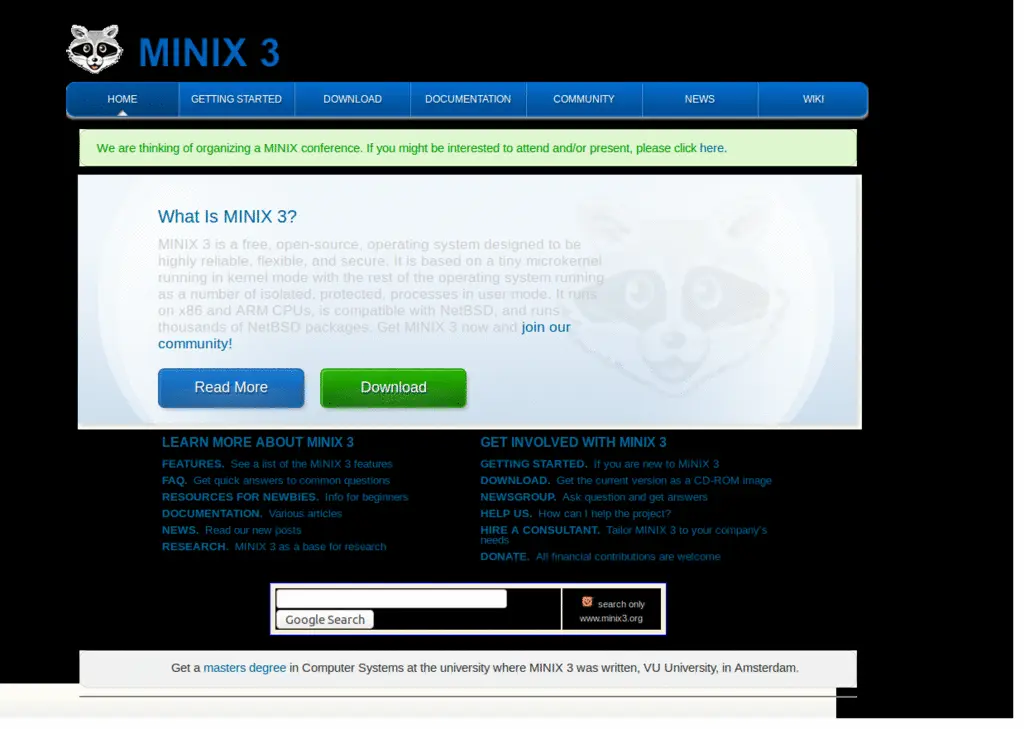 MINIX 3
HOME GETTING STARTED DOWNLOAD DOCUMENTATION COMMUNITY NEWS WIKI
We are thinking of organizing a MINIX conference. If you might be interested to attend and/or present, please click here.
What Is MINIX 3?
MINIX 3 is a free, open-source, operating system designed to be
highly reliable, flexible, and secure. It is based on a tiny microkernel
running in kernel mode with the rest of the operating system running
as a number of isolated, protected, processes in user mode. It runs
on x86 and ARM CPUs, is compatible with NetBSD, and runs
thousands of NetBSD packages. Get MINIX 3 now and join our
community!
Read More Download
LEARN MORE ABOUT MINIX 3
FEATURES. See a list of the MINIX 3 features
FAQ. Get quick answers to common questions
RESOURCES FOR NEWBIES. Info for beginners
DOCUMENTATION. Various articles
NEWS. Read our new posts
RESEARCH. MINIX 3 as a base for research
GET INVOLVED WITH MINIX 3
GETTING STARTED. If you are new to MINIX 3
DOWNLOAD. Get the current version as a CD-ROM image
NEWSGROUP. Ask question and get answers
HELP US. How can I help the project?
HIRE A CONSULTANT. Tailor MINIX 3 to your company's
needs
DONATE. All financial contributions are welcome
Google Search
search only
www.minix3.org
Get a masters degree in Computer Systems at the university where MINIX 3 was written, VU University, in Amsterdam.